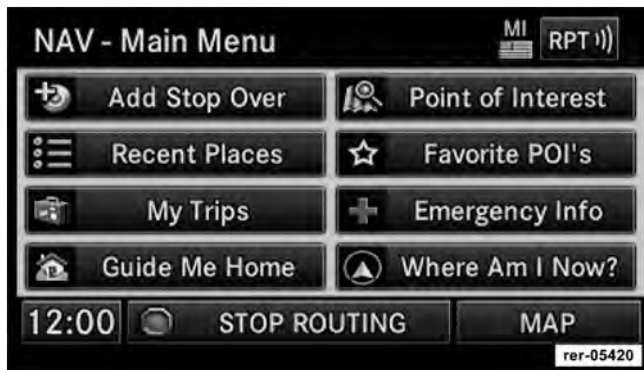 NAV - Main Menu
MI
RPT
Add Stop Over
Point of Interest
Recent Places
Favorite POI's
My Trips
Emergency Info
Guide Me Home
Where Am I Now?
12:00
STOP ROUTING
MAP
rer-05420